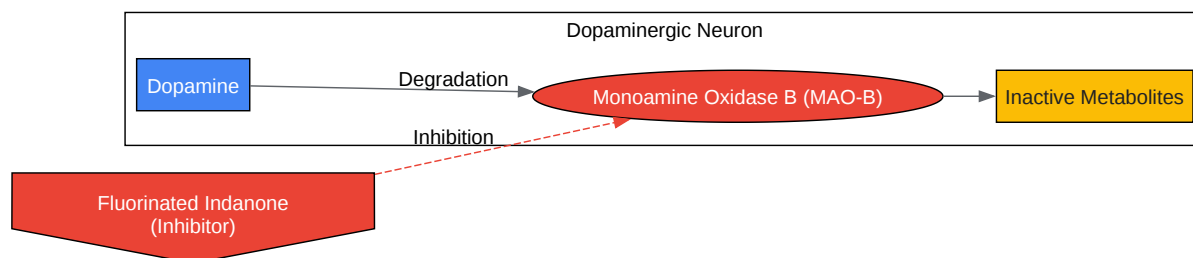 Dopaminergic Neuron
Dopamine
Degradation
Monoamine Oxidase B (MAO-B)
Inactive Metabolites
Inhibition
Fluorinated Indanone
(Inhibitor)